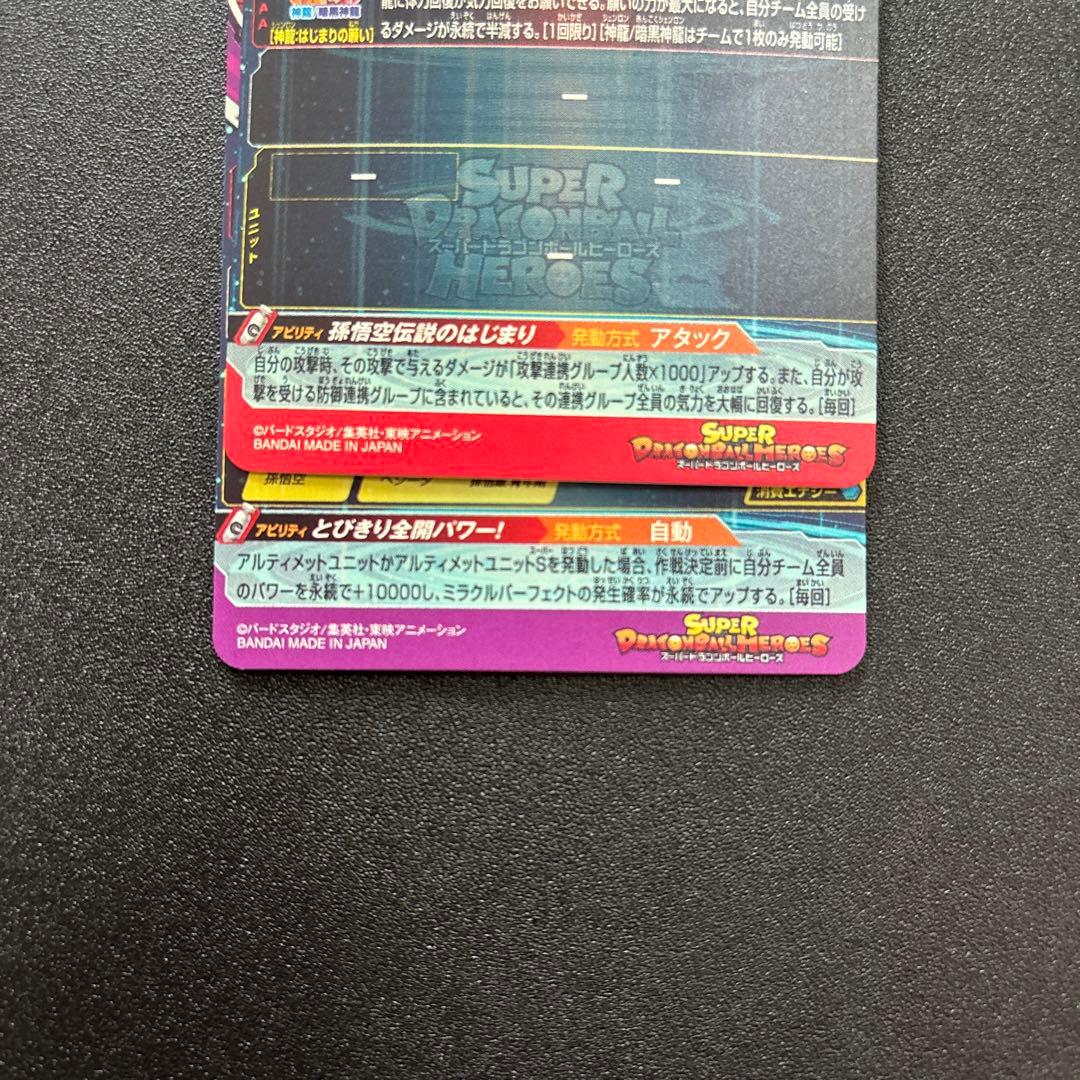 神龍/暗黒神龍
龍に体力回復か気力回復をお願いできる。願いの力が最大になると、自分チーム全員の受け
[神龍:はじまりの願い]るダメージが永続で半減する。[1回限り][神龍/暗黒神龍はチームで1枚のみ発動可能]
ー
ー
ー
ー
ユニット
SUPER
DRAGONBALL
スーパードラゴンボールヒーローズ
HEROES
アビリティ 孫悟空伝説のはじまり 発動方式 アタック
自分の攻撃時、その攻撃で与えるダメージが「攻撃連携グループ人数×1000」アップする。また、自分が攻
撃を受ける防御連携グループに含まれていると、その連携グループ全員の気力を大幅に回復する。[毎回]
©バードスタジオ/集英社・東映アニメーション
BANDAI MADE IN JAPAN
SUPER
DRAGONBALL HEROES
スーパードラゴンボールヒーローズ
孫悟空 ベジータ 消費エナジー
アビリティ とびきり全開パワー! 発動方式 自動
アルティメットユニットかアルティメットユニットSを発動した場合、作戦決定前に自分チーム全員
のパワーを永続で+10000し、ミラクルパーフェクトの発生確率が永続でアップする。[毎回]
©バードスタジオ/集英社・東映アニメーション
BANDAI MADE IN JAPAN
SUPER
DRAGONBALL HEROES
スーパードラゴンボールヒーローズ